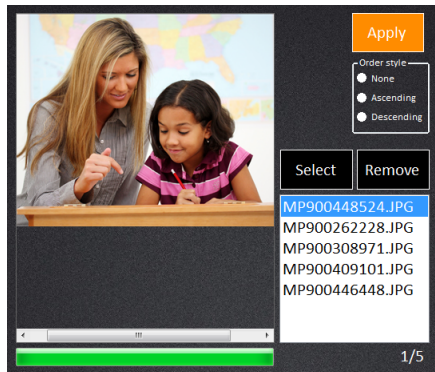 Apply
Order style
None
Ascending
Descending
Select
Remove
MP900448524.JPG
MP900262228.JPG
MP900308971.JPG
MP900409101.JPG
MP900446448.JPG
1/5